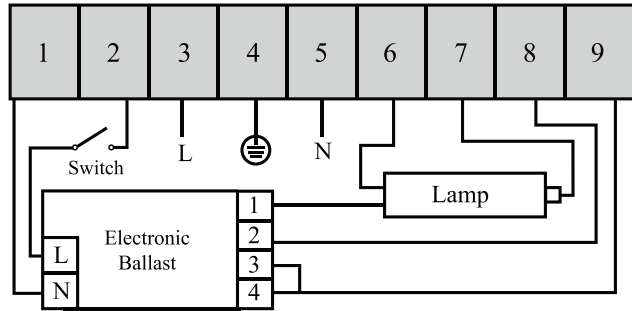 1 2 3 4 5 6 7 8 9
L N
Switch
Lamp
1
Electronic
Ballast
2
L
3
N
4